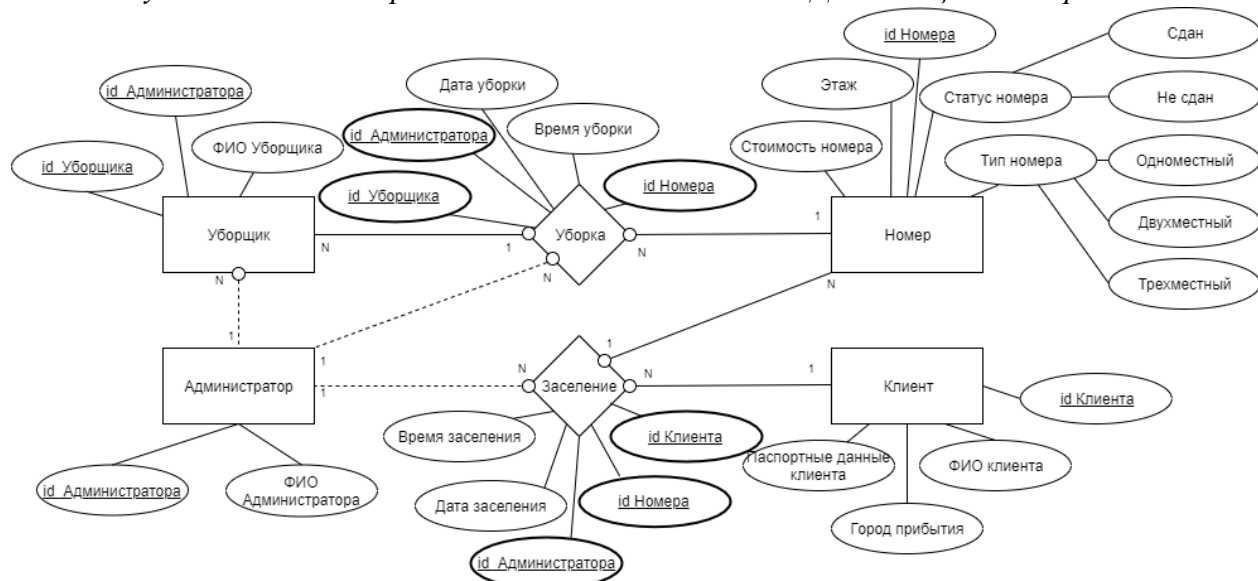 id Номера
Сдан
id_Администратора
Дата уборки
Этаж
Статус номера
Не сдан
id_Администратора
Время уборки
ФИО Уборщика
Стоимость номера
Тип номера
Одноместный
id_Уборщика
id_Уборщика
id Номера
Двухместный
Уборщик
N
1
Уборка
N
1
Номер
N
N
N
Трехместный
1
1
1
Администратор
1
N
Заселение
N
1
Клиент
id Клиента
Время заселения
id Клиента
Паспортные данные
клиента
ФИО клиента
id_Администратора
ФИО
Администратора
Дата заселения
id Номера
Город прибытия
id_Администратора